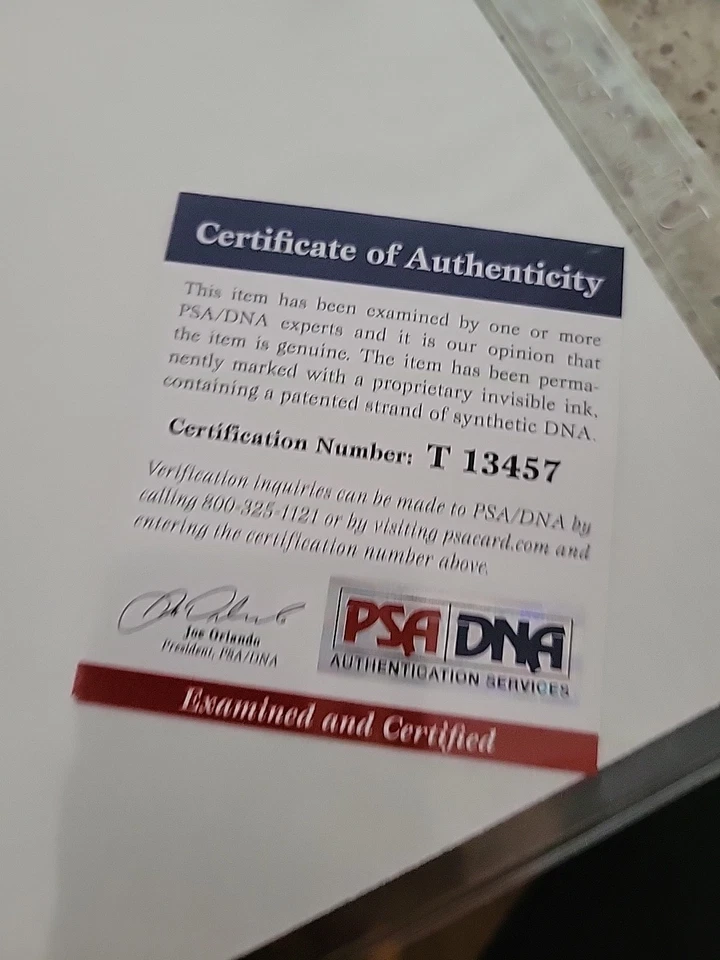 Certificate of Authenticity
This item has been examined by one or more
PSA/DNA experts and it is our opinion that
the item is genuine. The item has been perma-
nently marked with a proprietary invisible ink,
containing a patented strand of synthetic DNA.
Certification Number: T 13457
Verification inquiries can be made to PSA/DNA by
calling 800-325-1121 or by visiting psacard.com and
entering the certification number above.
Joe Orlando
President, PSA/DNA
PSA DNA
AUTHENTICATION SERVICES
Examined and Certified